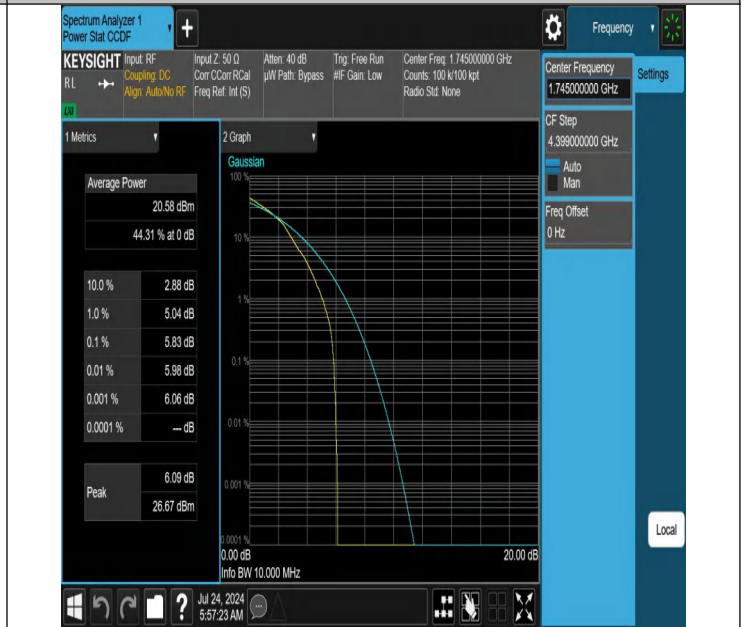 Spectrum Analyzer 1
Power Stat CCDF
+
Frequency
KEYSIGHT
RL
LXI
Input: RF
Coupling: DC
Align: Auto/No RF
Input Z: 50 Ω
Corr CCorr RCal
Freq Ref: Int (S)
Atten: 40 dB
µW Path: Bypass
Trig: Free Run
#IF Gain: Low
Center Freq: 1.745000000 GHz
Counts: 100 k/100 kpt
Radio Std: None
Center Frequency
1.745000000 GHz
Settings
CF Step
4.399000000 GHz
Auto
Man
Freq Offset
0 Hz
1 Metrics
Average Power
20.58 dBm
44.31 % at 0 dB
10.0 % 2.88 dB
1.0 % 5.04 dB
0.1 % 5.83 dB
0.01 % 5.98 dB
0.001 % 6.06 dB
0.0001 % --- dB
Peak
6.09 dB
26.67 dBm
2 Graph
Gaussian
100 %
10 %
1 %
0.1 %
0.01 %
0.001 %
0.0001 %
0.00 dB 20.00 dB
Info BW 10.000 MHz
Local
?
Jul 24, 2024
5:57:23 AM